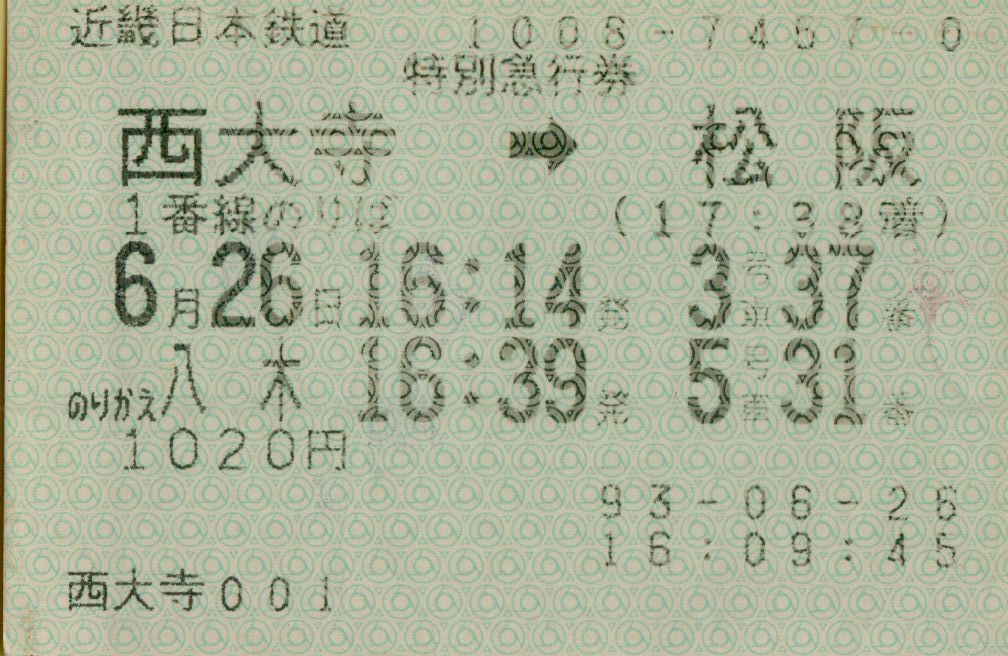 近畿日本鉄道
特別急行券
西大寺 ➡ 松阪
1番線のりば (17:38着)
6月26日 16:14発 3号車 37番
のりかえ 八木 16:39発 5号車 31番
1020円
93-06-26
16:09:45
西大寺001